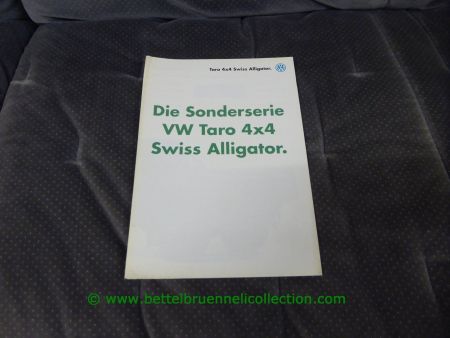 Taro 4x4 Swiss Alligator.
Die Sonderserie
VW Taro 4x4
Swiss Alligator.
© www.bettelbruennelicollection.com